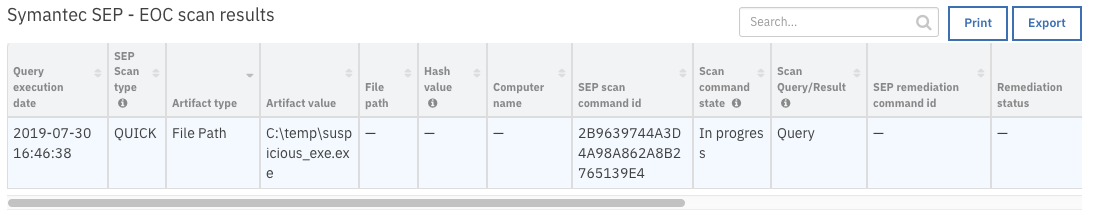 Symantec SEP - EOC scan results
Search...
Print
Export
Query execution date
SEP Scan type
Artifact type
Artifact value
File path
Hash value
Computer name
SEP scan command id
Scan command state
Scan Query/Result
SEP remediation command id
Remediation status
2019-07-30
16:46:38
QUICK
File Path
C:\temp\susp
icious_exe.ex
e
—
—
—
2B9639744A3D
4A98A862A8B2
765139E4
In progres
s
Query
—
—